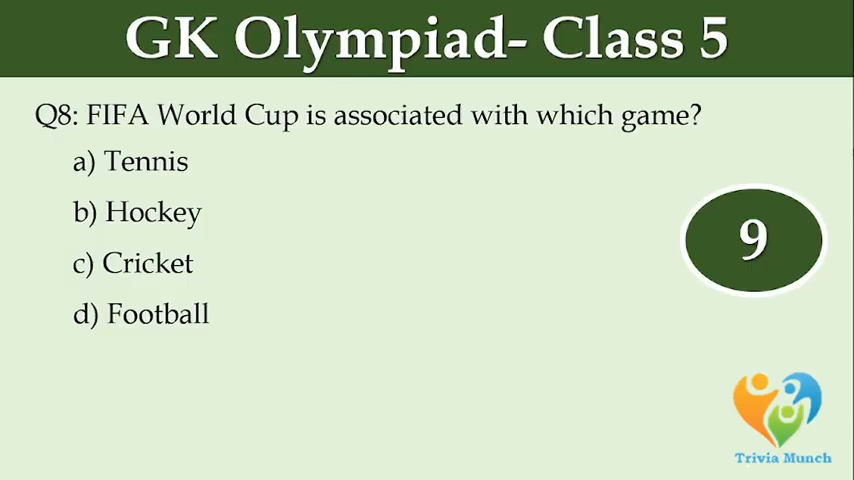 GK Olympiad- Class 5
Q8: FIFA World Cup is associated with which game?
a) Tennis
b) Hockey
c) Cricket
d) Football
9
Trivia Munch